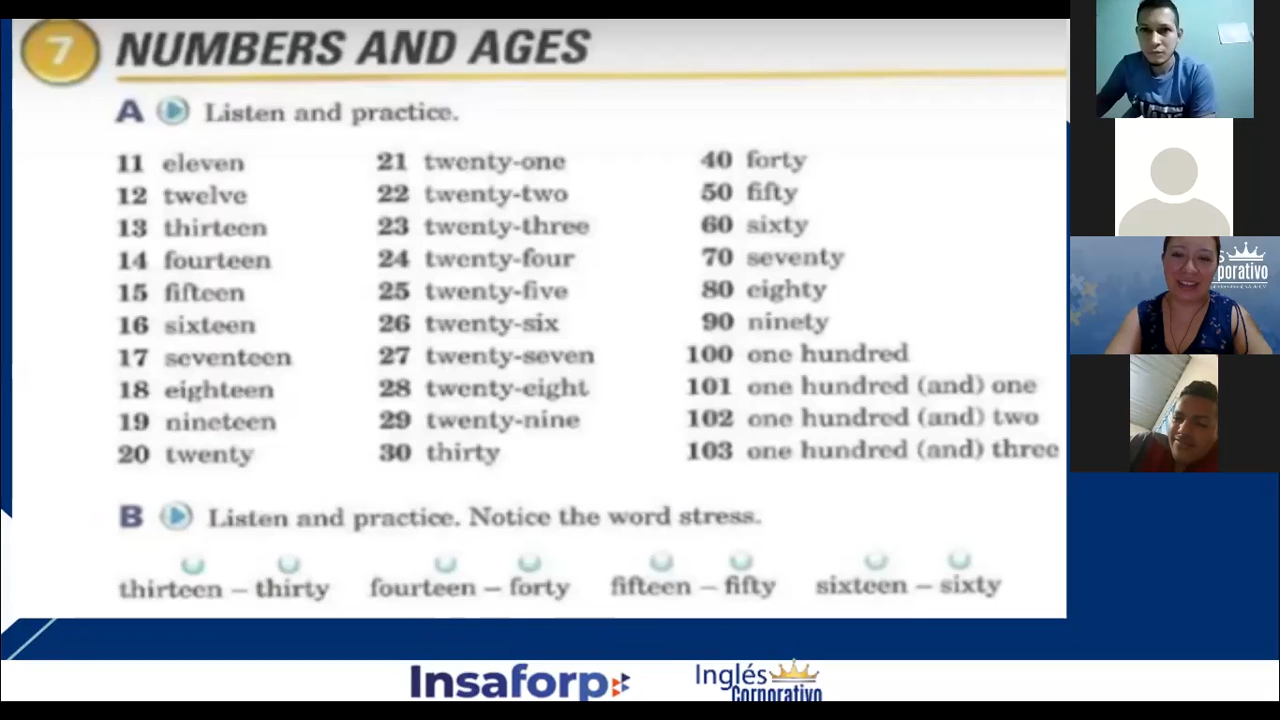 7 NUMBERS AND AGES
A Listen and practice.
11 eleven
12 twelve
13 thirteen
14 fourteen
15 fifteen
16 sixteen
17 seventeen
18 eighteen
19 nineteen
20 twenty
21 twenty-one
22 twenty-two
23 twenty-three
24 twenty-four
25 twenty-five
26 twenty-six
27 twenty-seven
28 twenty-eight
29 twenty-nine
30 thirty
40 forty
50 fifty
60 sixty
70 seventy
80 eighty
90 ninety
100 one hundred
101 one hundred (and) one
102 one hundred (and) two
103 one hundred (and) three
B Listen and practice. Notice the word stress.
thirteen – thirty fourteen – forty fifteen – fifty sixteen – sixty
Insaforp
Inglés
Corporativo